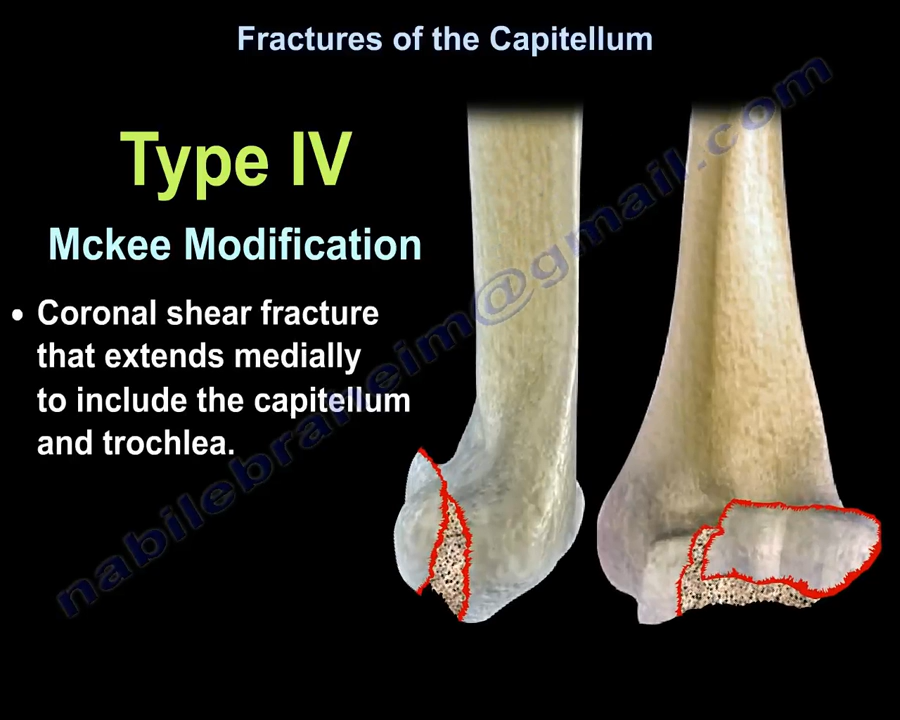 Fractures of the Capitellum
Type IV
Mckee Modification
• Coronal shear fracture
that extends medially
to include the capitellum
and trochlea.
nabilebraheim@gmail.com